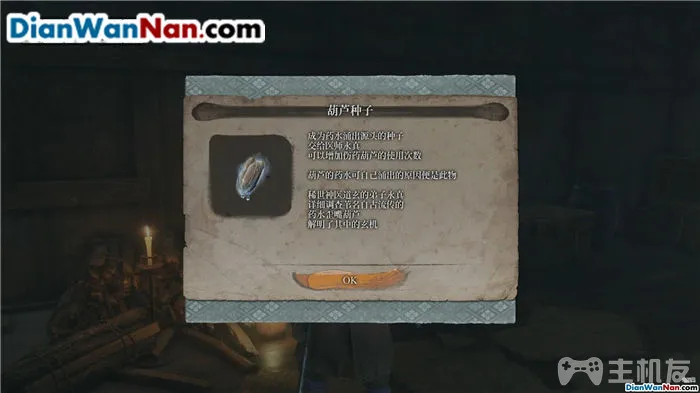 DianWanNan.com
葫芦种子
成为药水涌出源头的种子
交给医师永真
可以增加伤药葫芦的使用次数
葫芦的药水可自己涌出的原因便是此物
稀世神医道玄的弟子永真
详细调查苇名自古流传的
药水歪嘴葫芦
解明了其中的玄机
OK
主机友
DianWanNan.com